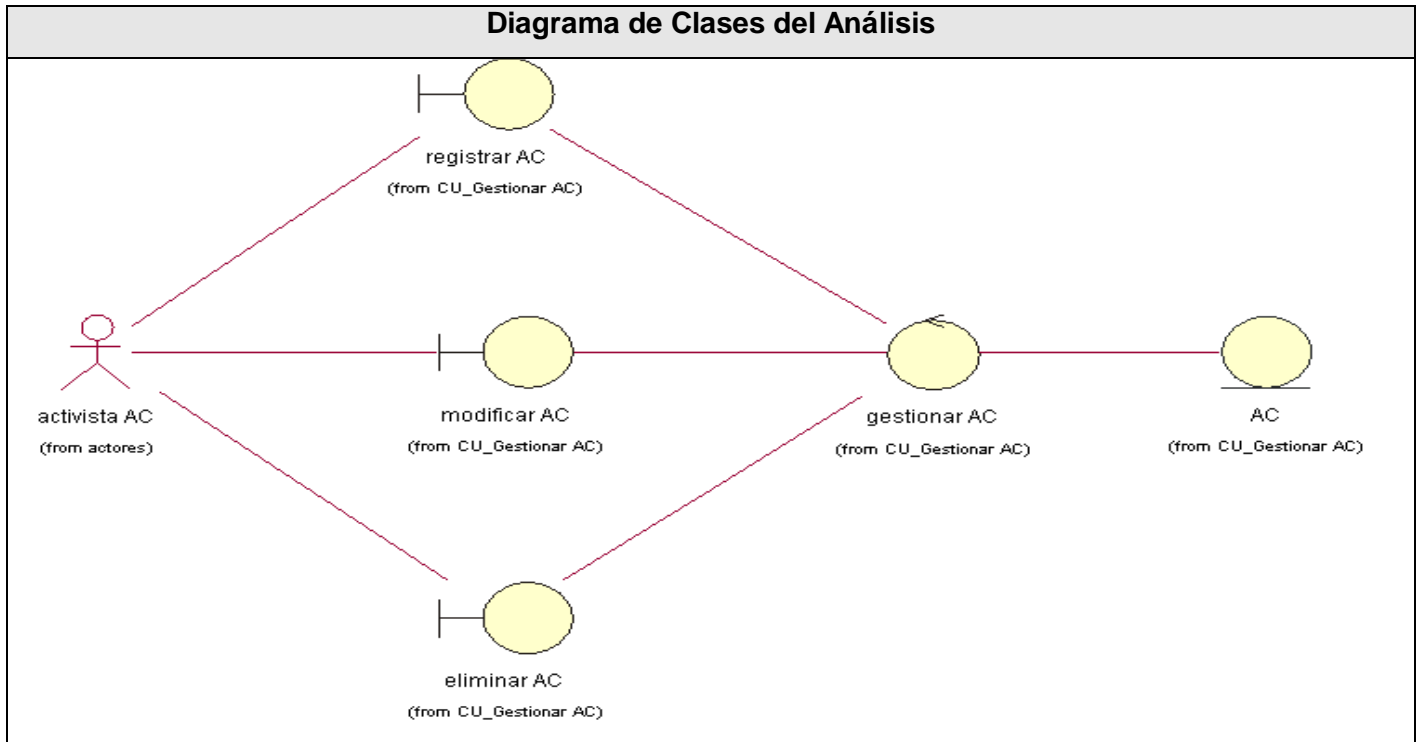 Diagrama de Clases del Análisis
registrar AC
(from CU_Gestionar AC)
activista AC
(from actores)
modificar AC
(from CU_Gestionar AC)
gestionar AC
(from CU_Gestionar AC)
AC
(from CU_Gestionar AC)
eliminar AC
(from CU_Gestionar AC)